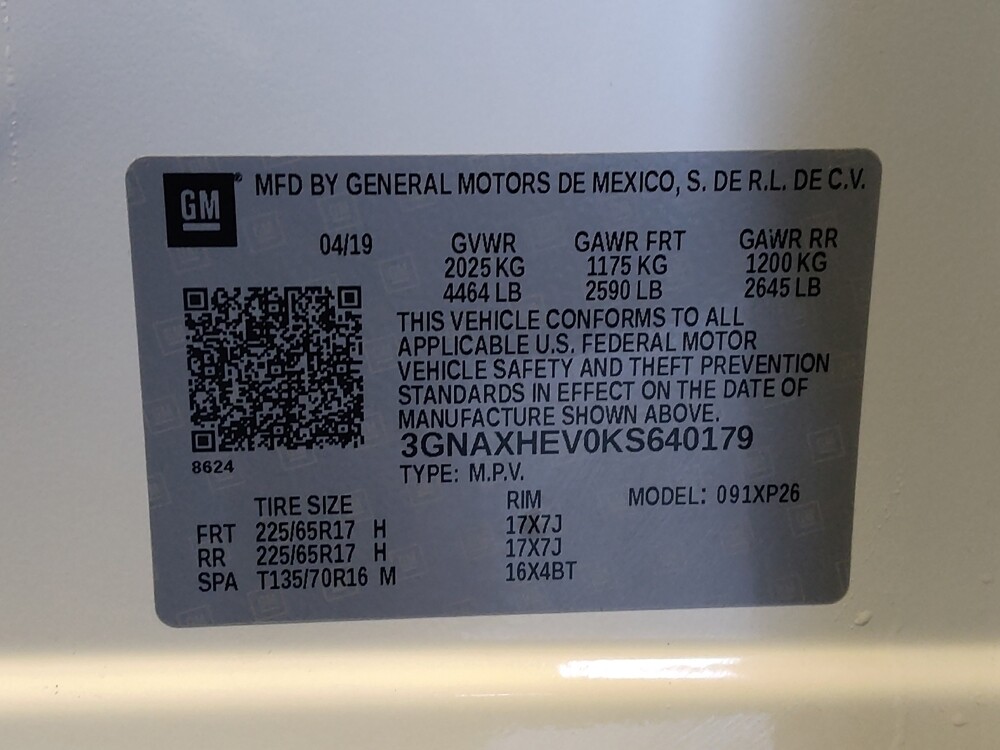 GM® MFD BY GENERAL MOTORS DE MEXICO, S. DE R.L. DE C.V.
04/19 GVWR GAWR FRT GAWR RR
2025 KG 1175 KG 1200 KG
4464 LB 2590 LB 2645 LB
THIS VEHICLE CONFORMS TO ALL
APPLICABLE U.S. FEDERAL MOTOR
VEHICLE SAFETY AND THEFT PREVENTION
STANDARDS IN EFFECT ON THE DATE OF
MANUFACTURE SHOWN ABOVE.
3GNAXHEV0KS640179
8624
TYPE: M.P.V.
TIRE SIZE RIM MODEL: 091XP26
FRT 225/65R17 H 17X7J
RR 225/65R17 H 17X7J
SPA T135/70R16 M 16X4BT